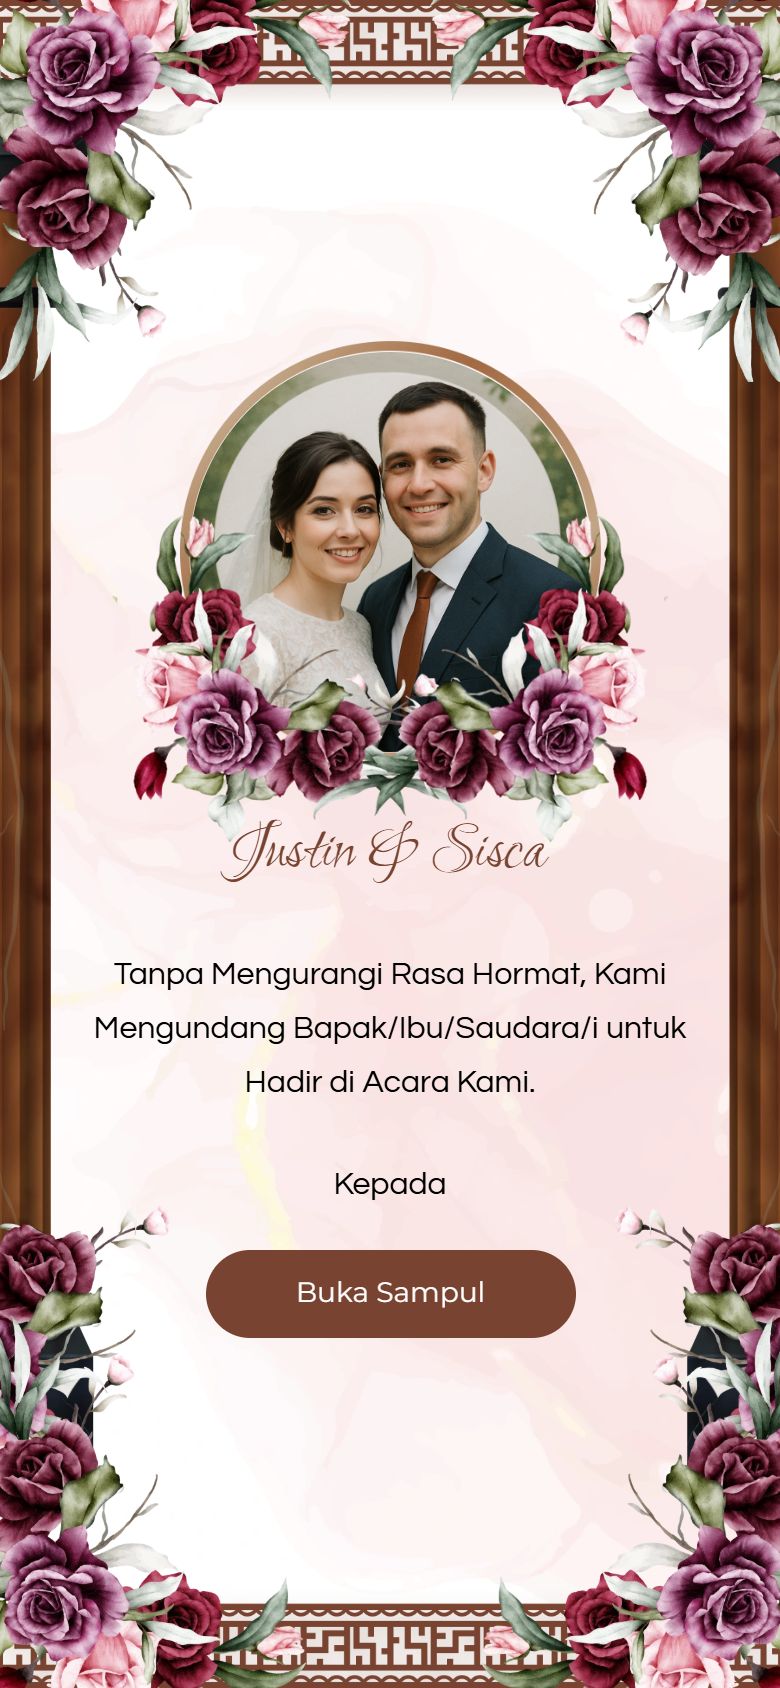 Justin & Sisca
Tanpa Mengurangi Rasa Hormat, Kami
Mengundang Bapak/Ibu/Saudara/i untuk
Hadir di Acara Kami.
Kepada
Buka Sampul